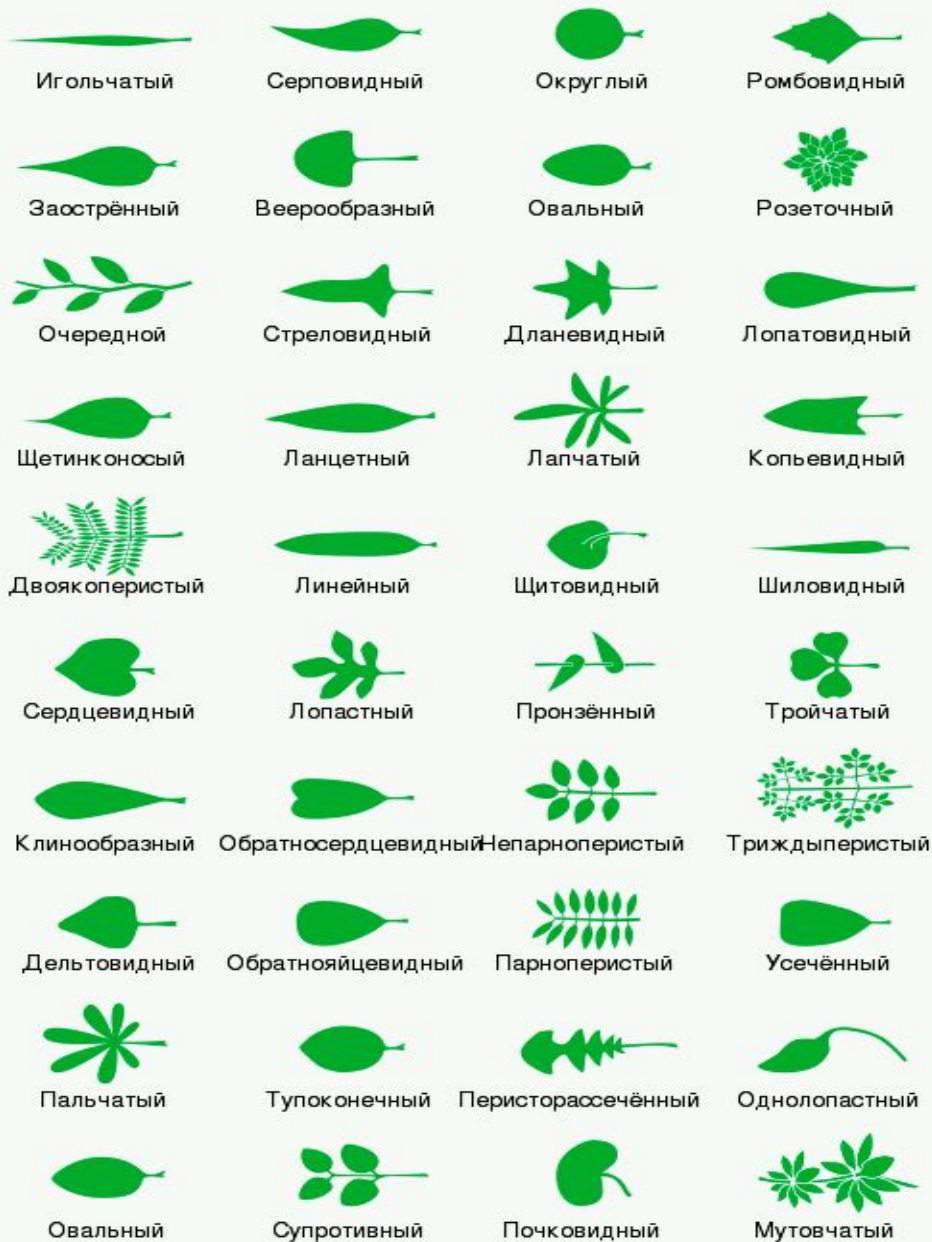 Игольчатый Серповидный Округлый Ромбовидный
Заострённый Веерообразный Овальный Розеточный
Очередной Стреловидный Дланевидный Лопатовидный
Щетинконосый Ланцетный Лапчатый Копьевидный
Двоякоперистый Линейный Щитовидный Шиловидный
Сердцевидный Лопастный Пронзённый Тройчатый
Клинообразный Обратносердцевидный Непарноперистый Триждыперистый
Дельтовидный Обратнояйцевидный Парноперистый Усечённый
Пальчатый Тупоконечный Перисторассечённый Однолопастный
Овальный Супротивный Почковидный Мутовчатый